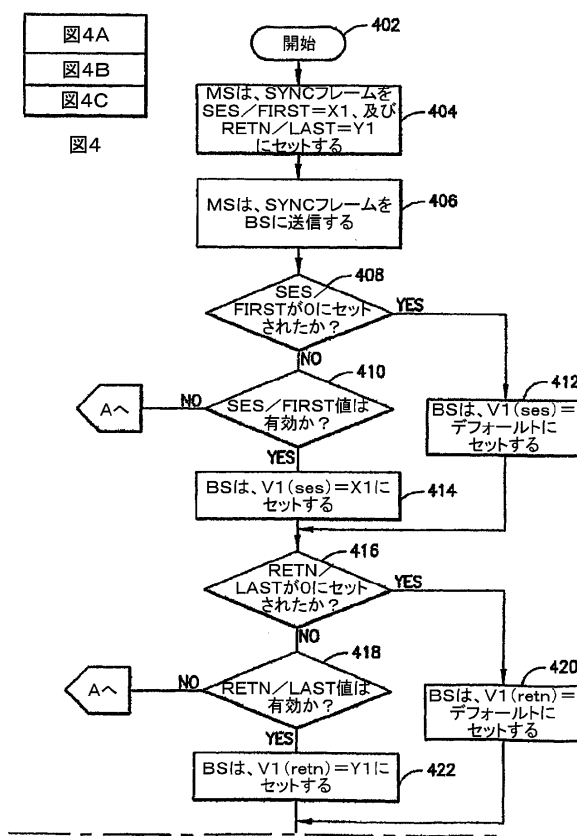 図4A
図4B
図4C
図4
開始
402
MSは、SYNCフレームを
SES/FIRST=X1、及び
RETN/LAST=Y1
にセットする
404
MSは、SYNCフレームを
BSに送信する
406
408
SES
FIRSTが0にセット
されたか?
YES
NO
410
SES/FIRST値は
有効か?
NO
Aへ
YES
412
BSは、V1(ses)=
デフォールトに
セットする
BSは、V1(ses)=X1に
セットする
414
416
RETN
LASTが0にセット
されたか?
YES
NO
418
RETN/LAST値は
有効か?
NO
Aへ
YES
420
BSは、V1(retn)=
デフォールトに
セットする
BSは、V1(retn)=Y1に
セットする
422